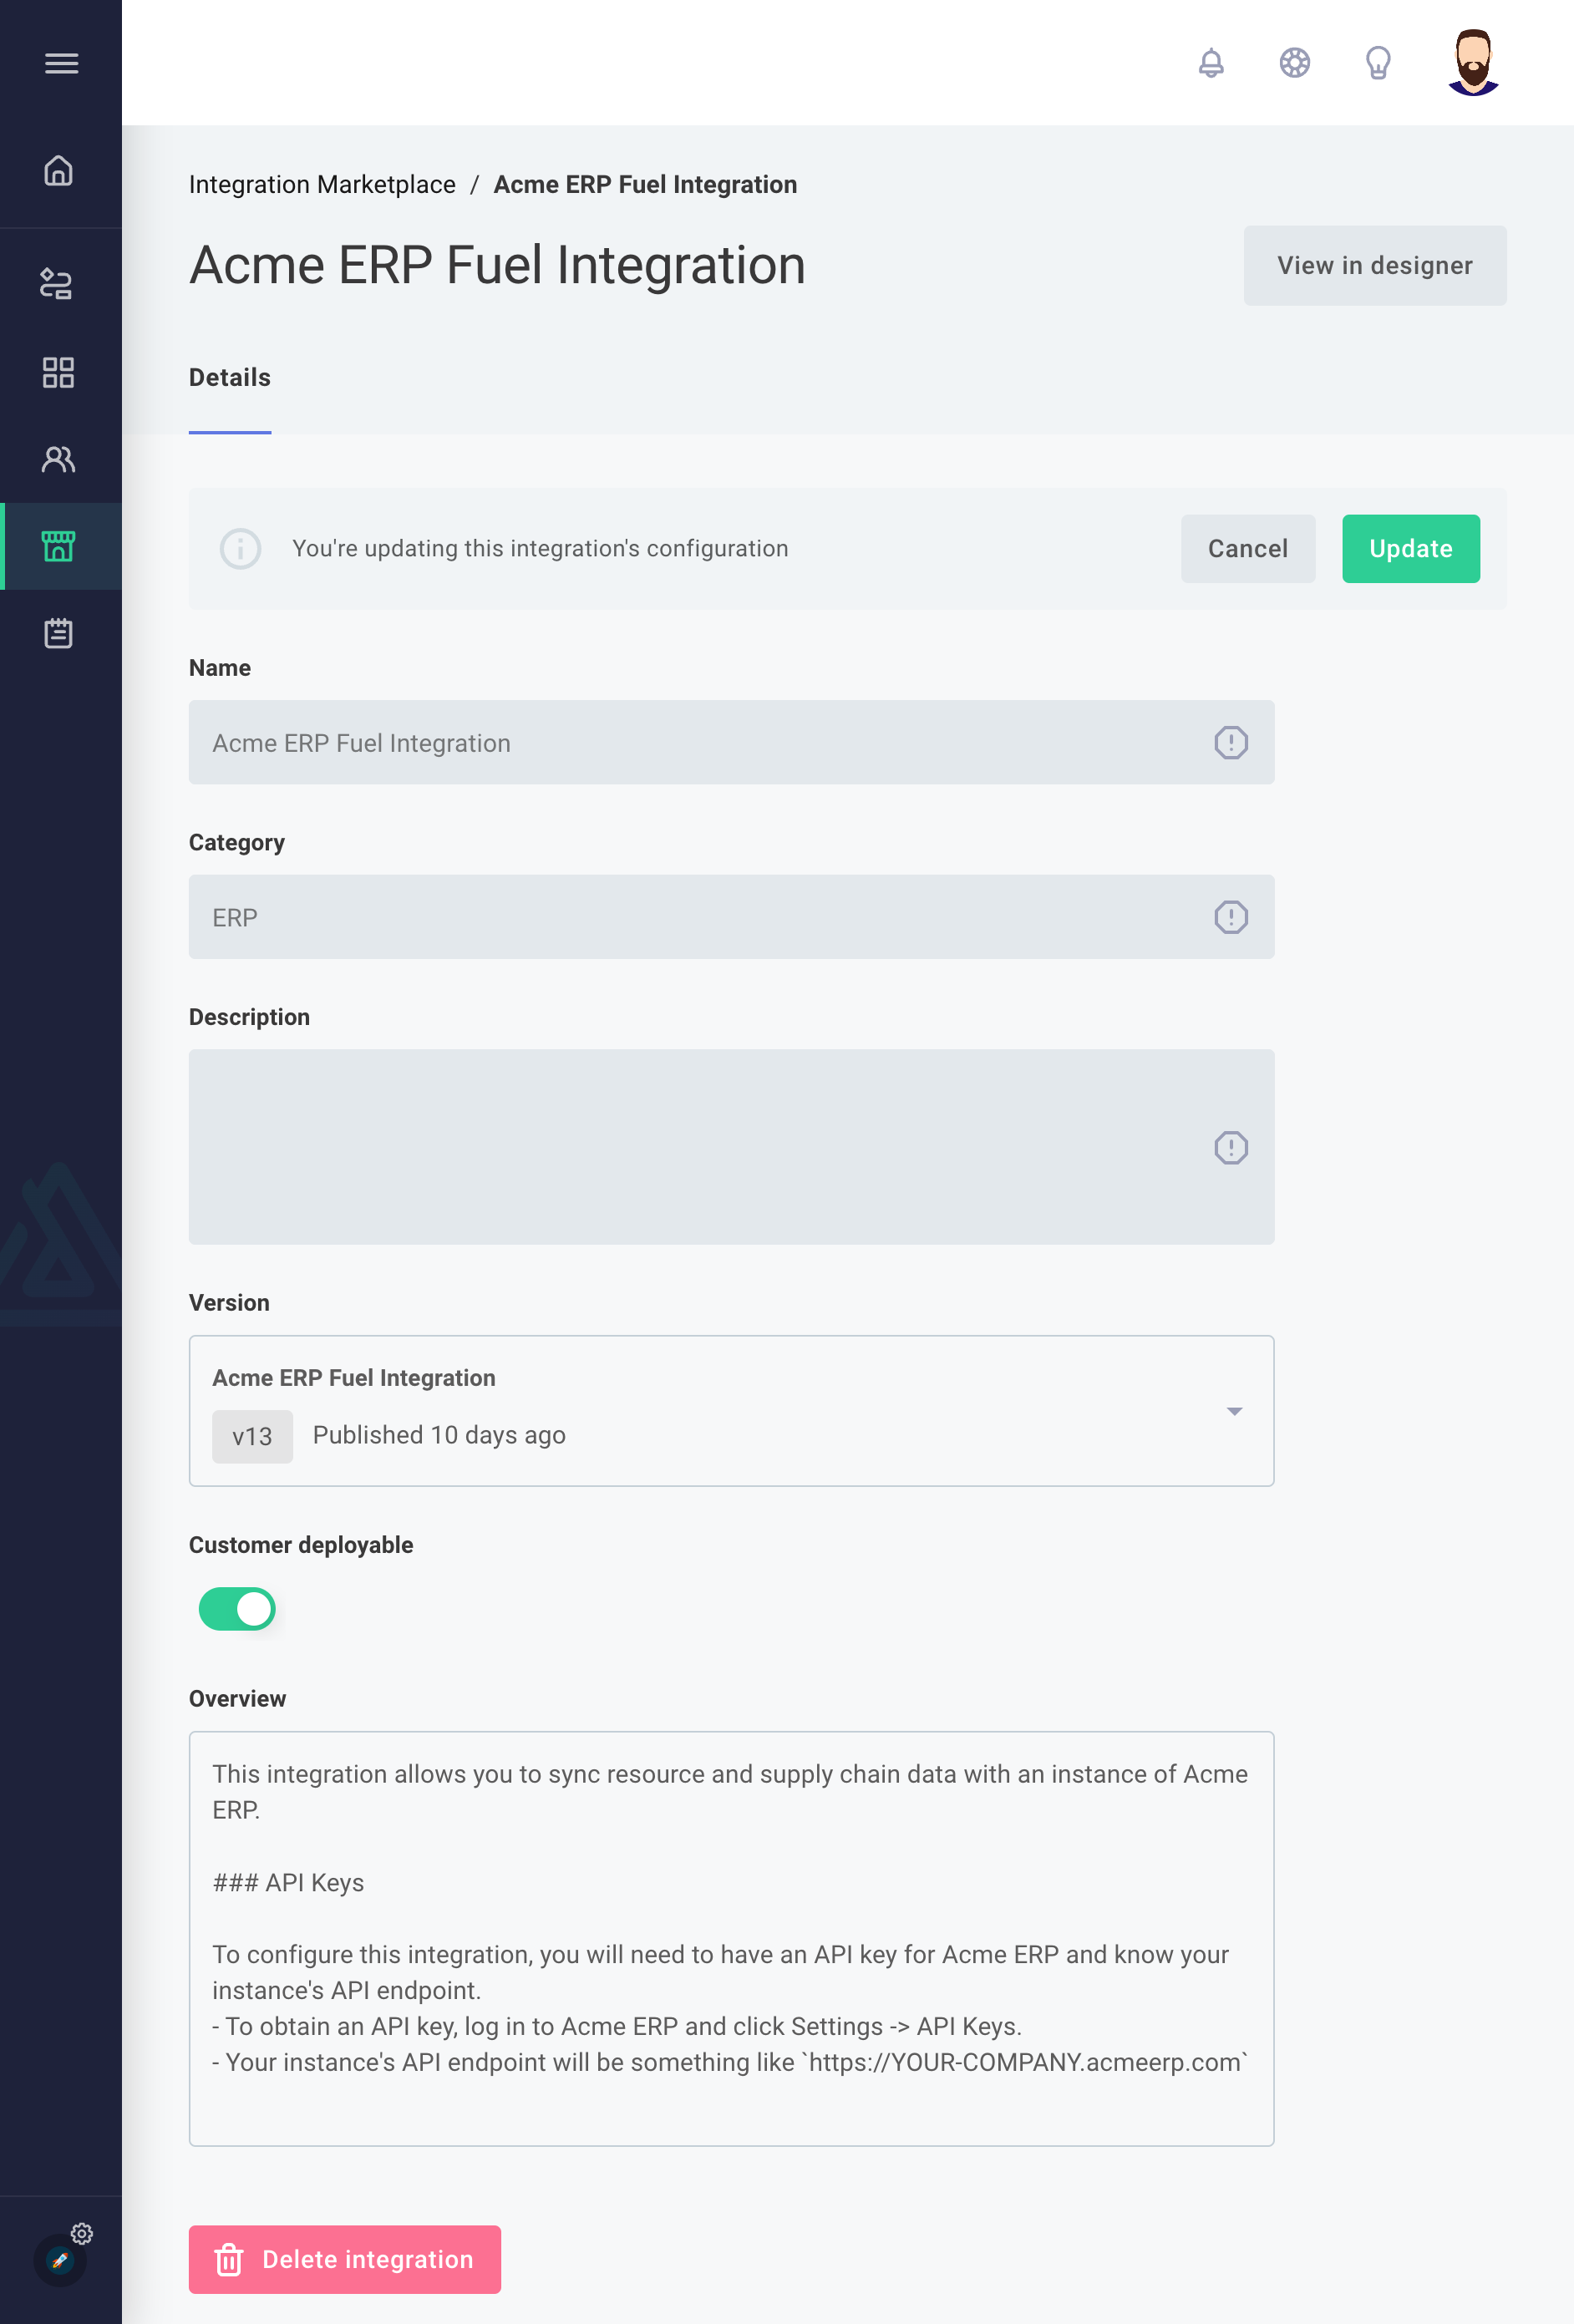 Integration Marketplace / Acme ERP Fuel Integration
Acme ERP Fuel Integration
View in designer
Details
You're updating this integration's configuration
Cancel
Update
Name
Acme ERP Fuel Integration
Category
ERP
Description
Version
Acme ERP Fuel Integration
v13 Published 10 days ago
Customer deployable
Overview
This integration allows you to sync resource and supply chain data with an instance of Acme
ERP.
### API Keys
To configure this integration, you will need to have an API key for Acme ERP and know your
instance's API endpoint.
- To obtain an API key, log in to Acme ERP and click Settings -> API Keys.
- Your instance's API endpoint will be something like `https://YOUR-COMPANY.acmeerp.com`
Delete integration